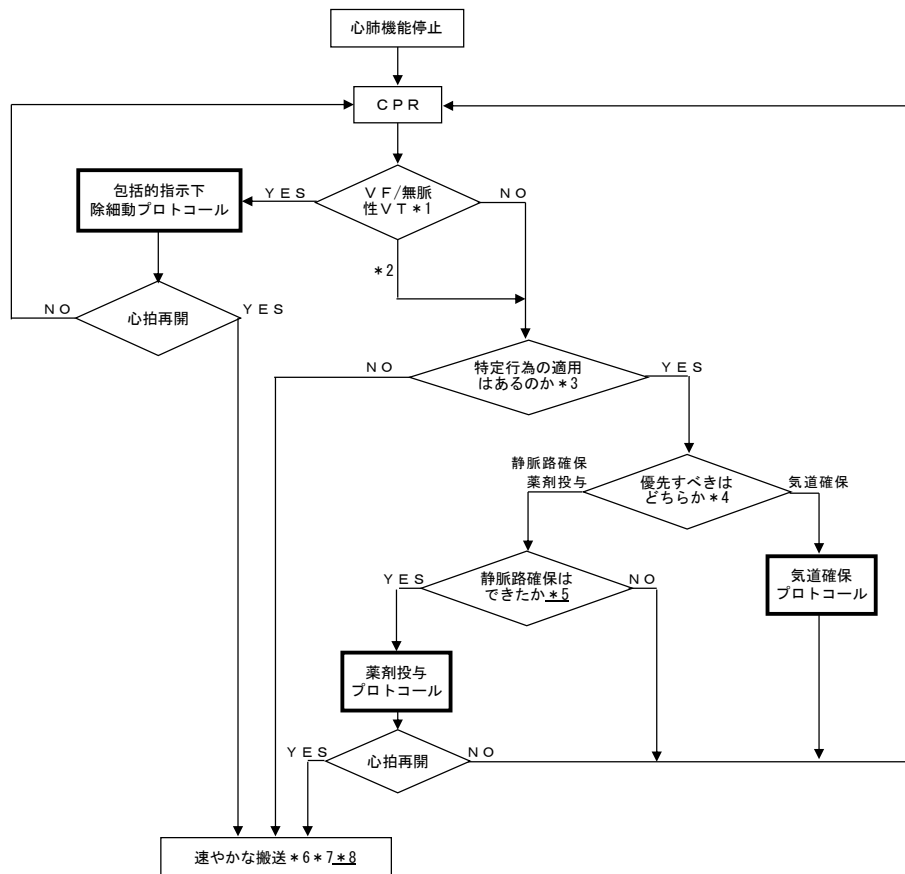 心肺機能停止
ＣＰＲ
ＶＦ/無脈
性ＶＴ＊1
ＹＥＳ
ＮＯ
包括的指示下
除細動プロトコール
＊2
心拍再開
ＮＯ
ＹＥＳ
特定行為の適用
はあるのか＊3
ＮＯ
ＹＥＳ
優先すべきは
どちらか＊4
静脈路確保
薬剤投与
気道確保
静脈路確保は
できたか＊5
ＹＥＳ
ＮＯ
気道確保
プロトコール
薬剤投与
プロトコール
心拍再開
ＹＥＳ
ＮＯ
速やかな搬送＊6＊7＊8